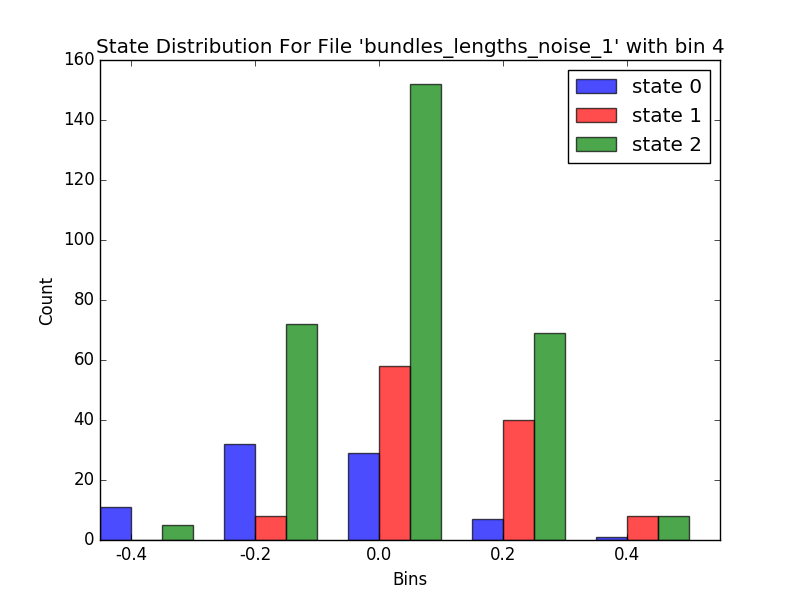 State Distribution For File 'bundles_lengths_noise_1' with bin 4
160
140
120
100
80
60
40
20
0
Count
state 0
state 1
state 2
-0.4 -0.2 0.0 0.2 0.4
Bins